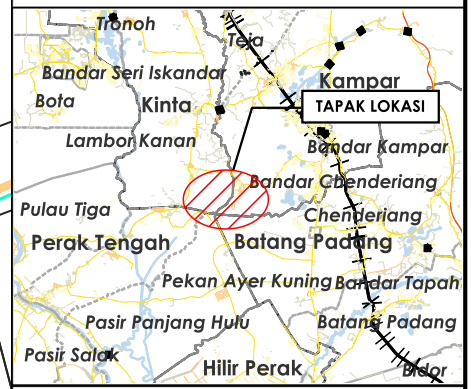 Tronoh
Teja
Bandar Seri Iskandar
Kampar
Bota
Kinta
TAPAK LOKASI
Lambor Kanan
Bandar Kampar
Bandar Chenderiang
Pulau Tiga
Chenderiang
Perak Tengah
Batang Padang
Pekan Ayer Kuning
Bandar Tapah
Pasir Panjang Hulu
Batang Padang
Pasir Salak
Hilir Perak
Bidor